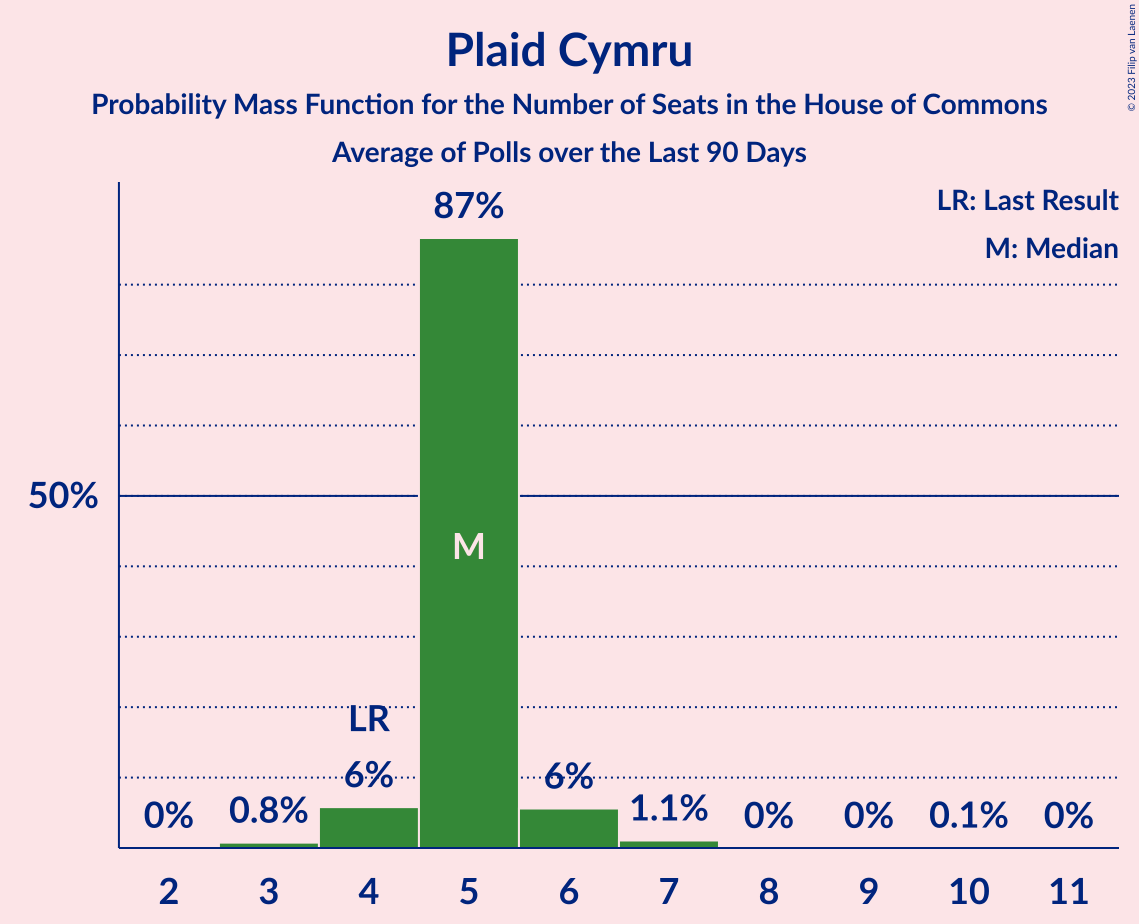 Plaid Cymru
Probability Mass Function for the Number of Seats in the House of Commons
Average of Polls over the Last 90 Days
© 2023 Filip van Laenen
LR: Last Result
M: Median
87%
50%
M
LR
0%
0.8%
6%
6%
1.1%
0%
0%
0.1%
0%
2 3 4 5 6 7 8 9 10 11